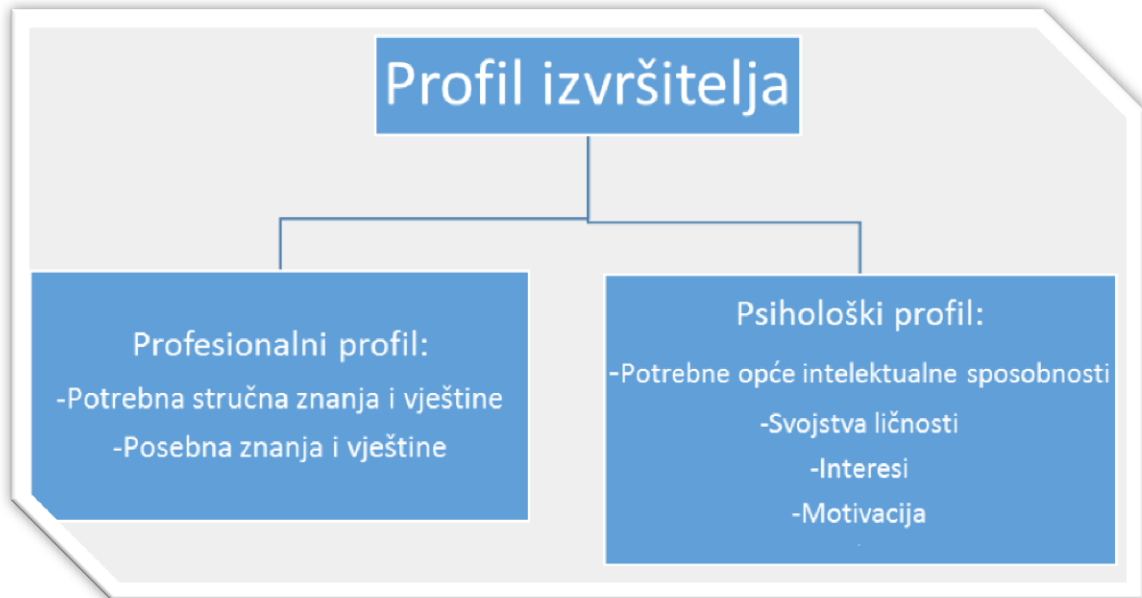 Profil izvršitelja
Profesionalni profil:
-Potrebna stručna znanja i vještine
-Posebna znanja i vještine
Psihološki profil:
-Potrebne opće intelektualne sposobnosti
-Svojstva ličnosti
-Interesi
-Motivacija